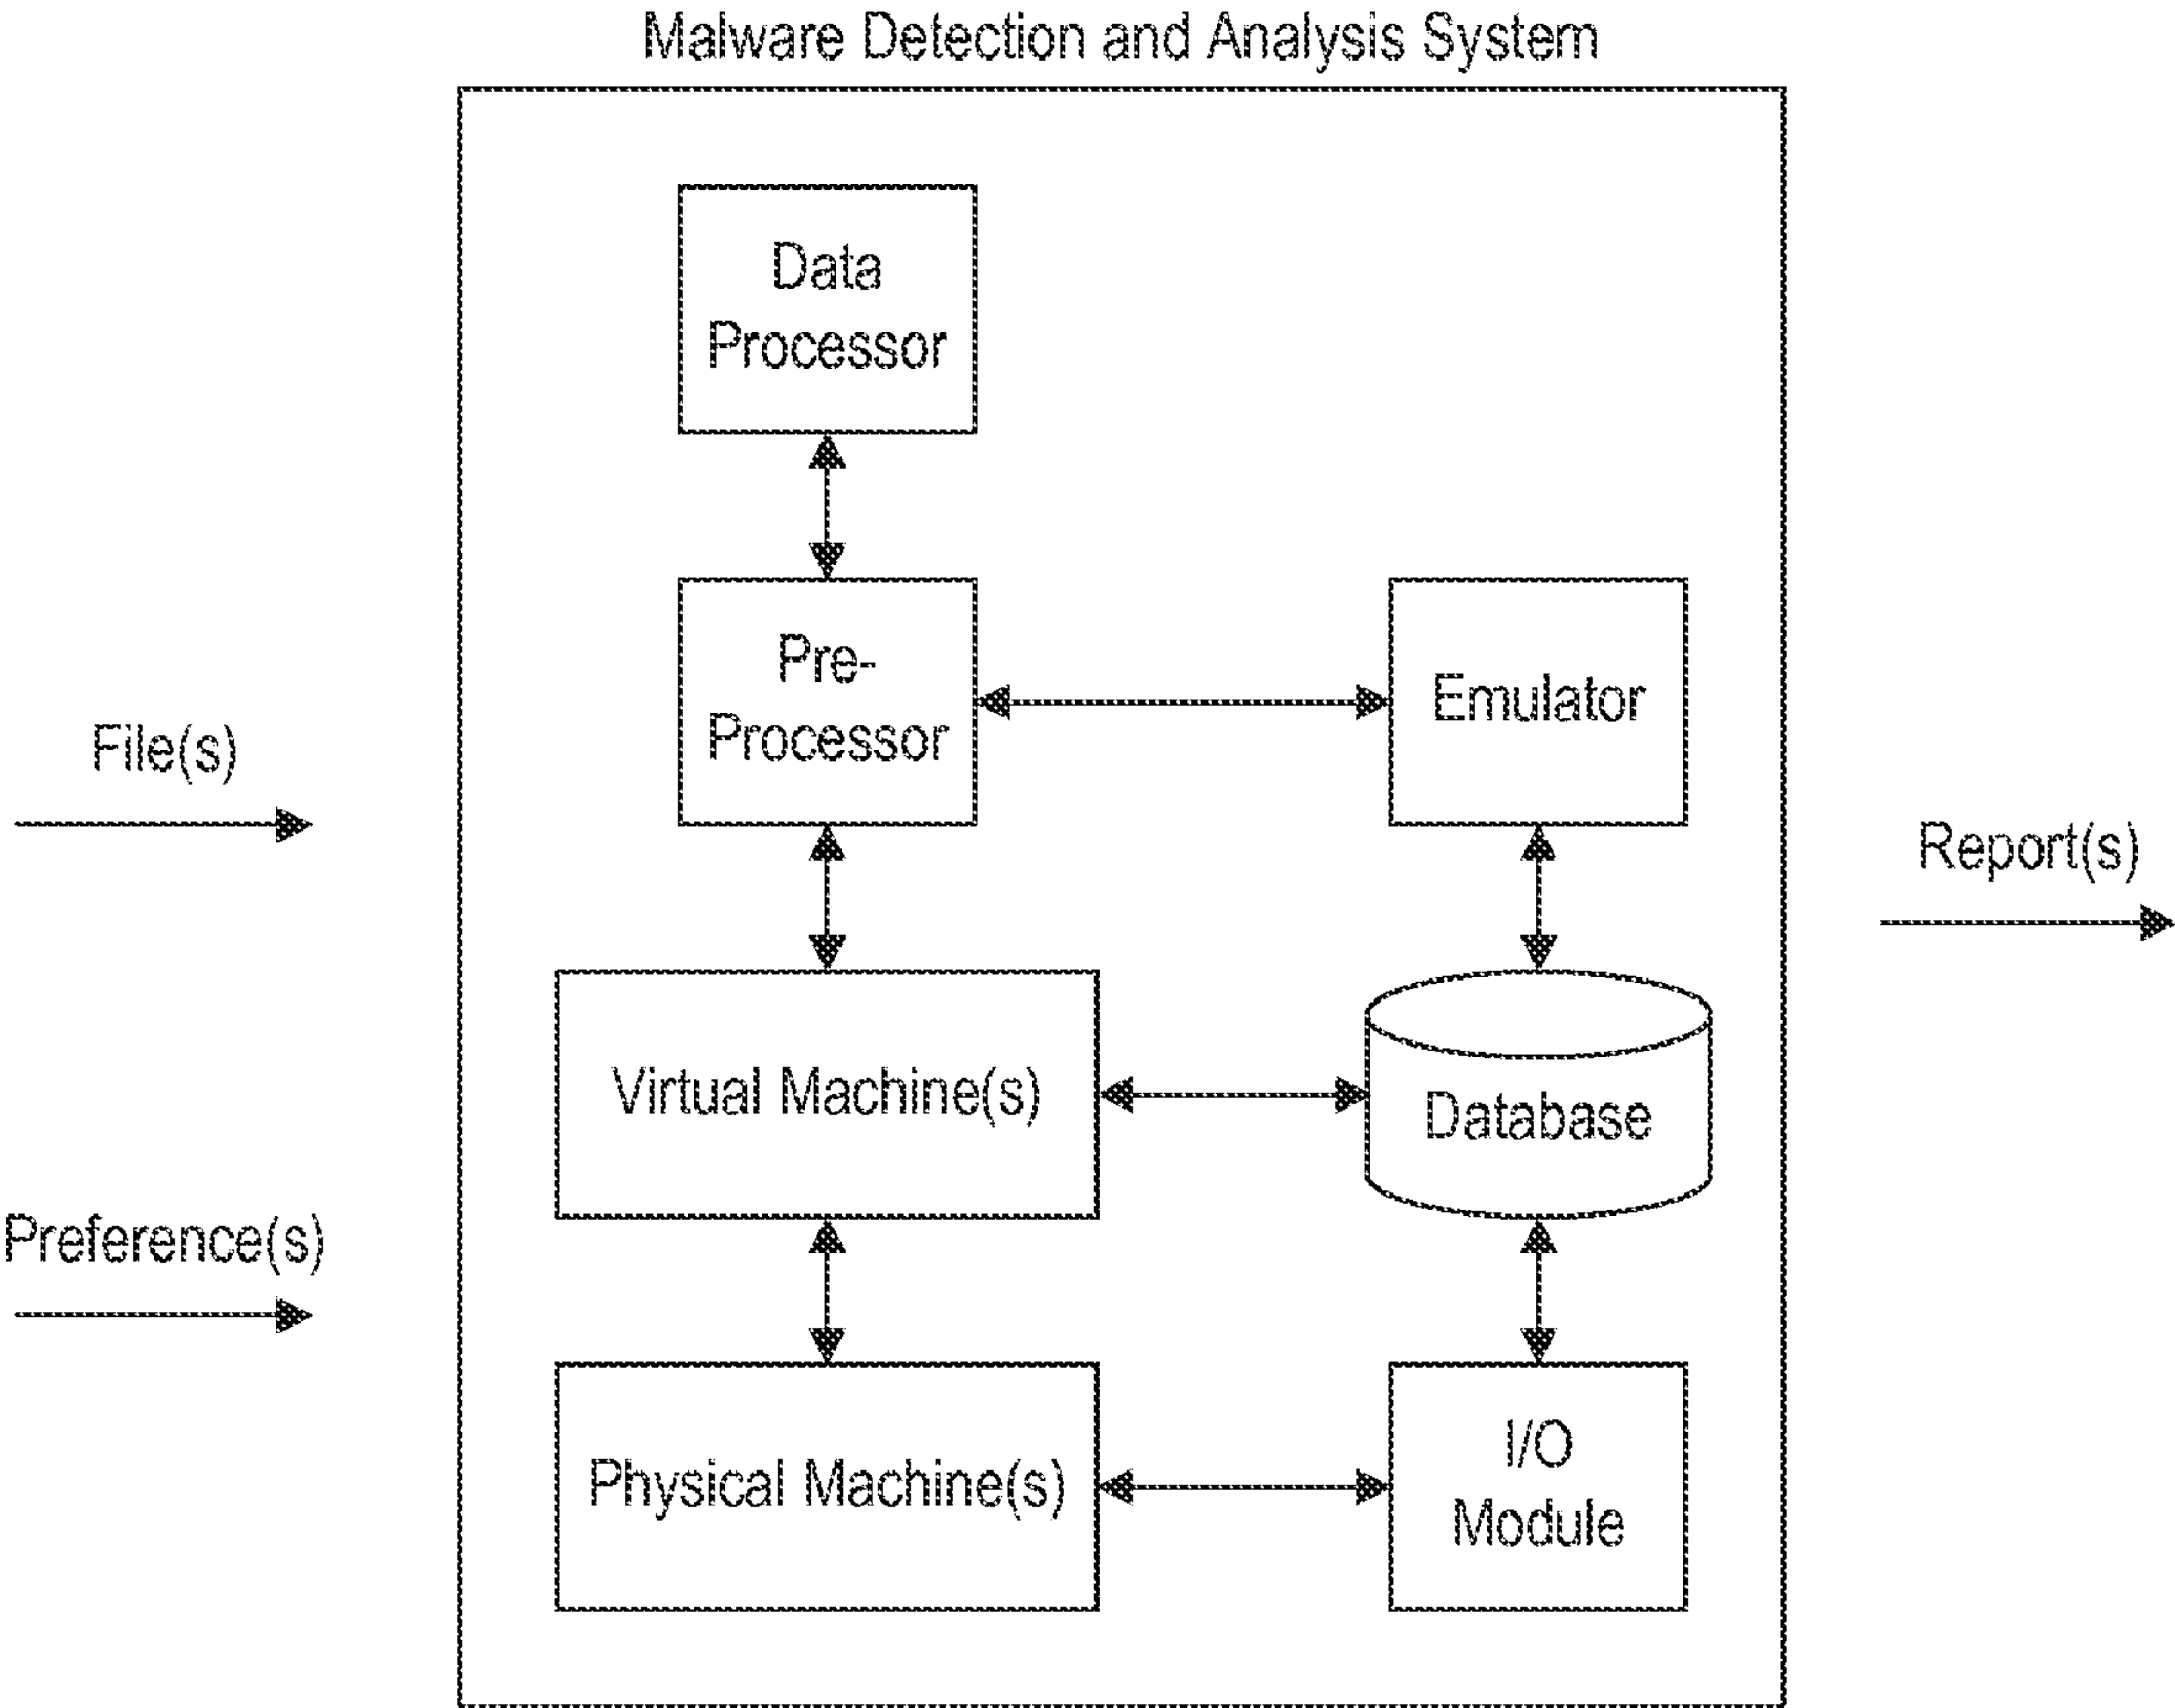 Malware Detection and Analysis System
Data
Processor
Pre-
Processor
Emulator
File(s)
Report(s)
Virtual Machine(s)
Database
Preference(s)
Physical Machine(s)
I/O
Module